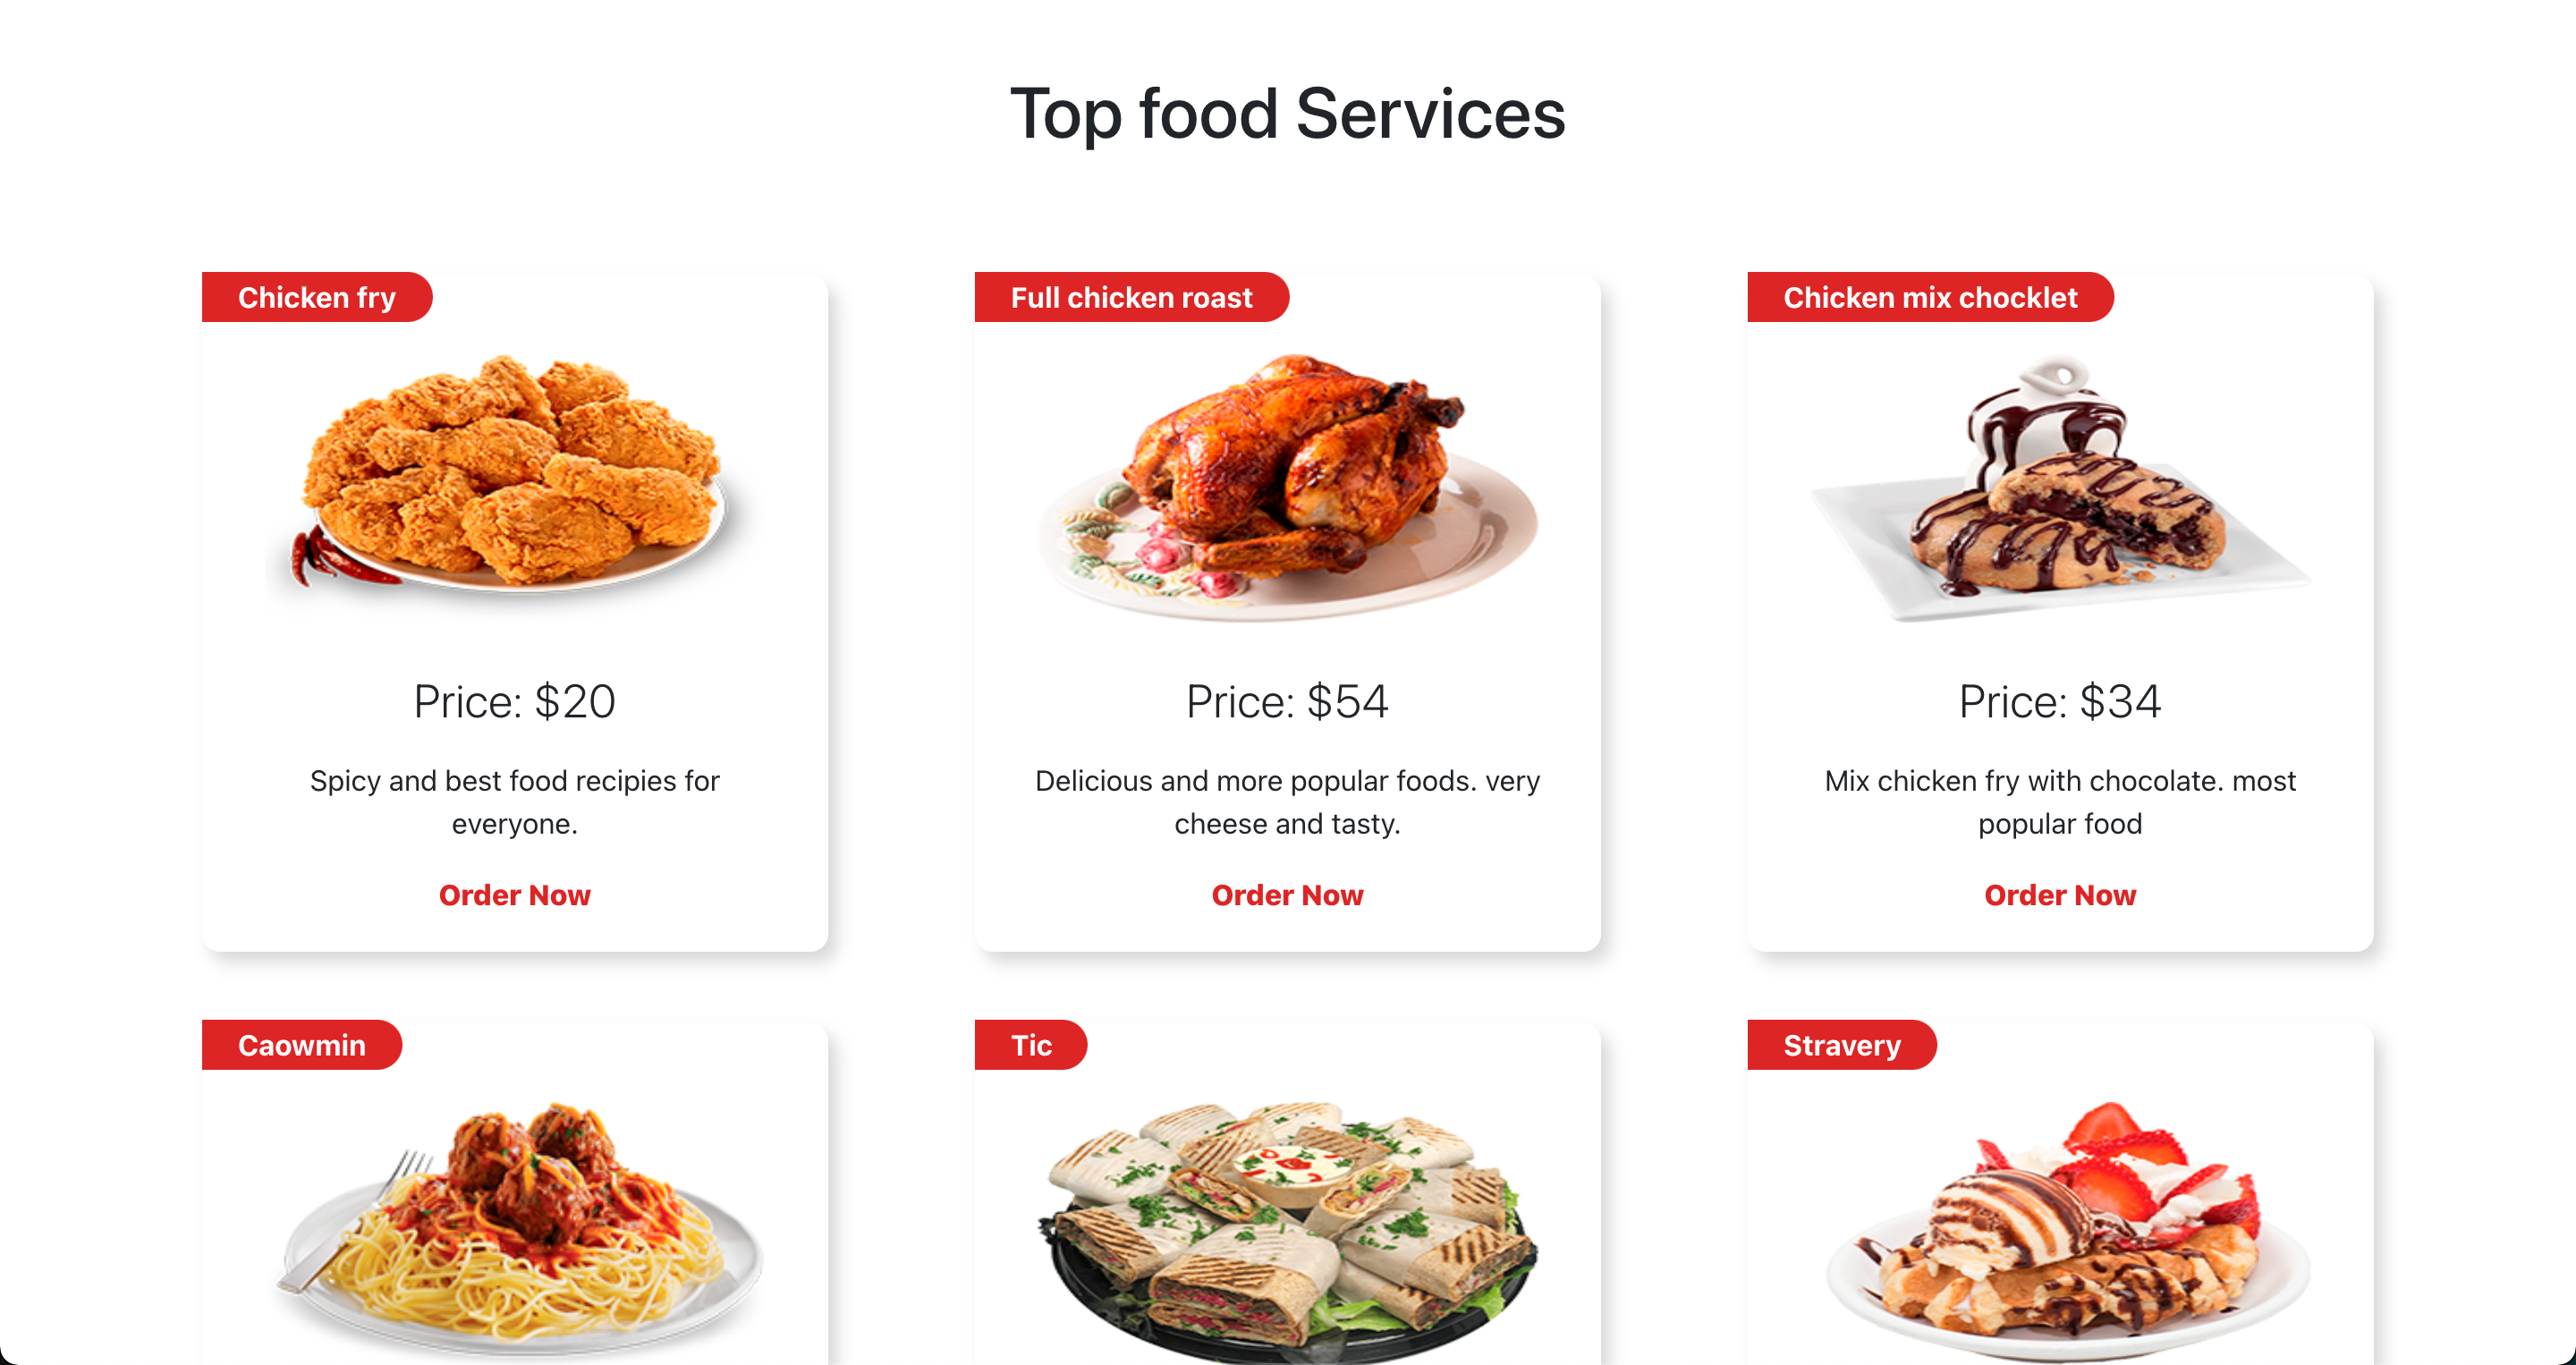 Top food Services
Chicken fry
Price: $20
Spicy and best food recipies for
everyone.
Order Now
Full chicken roast
Price: $54
Delicious and more popular foods. very
cheese and tasty.
Order Now
Chicken mix chocklet
Price: $34
Mix chicken fry with chocolate. most
popular food
Order Now
Caowmin
Tic
Stravery